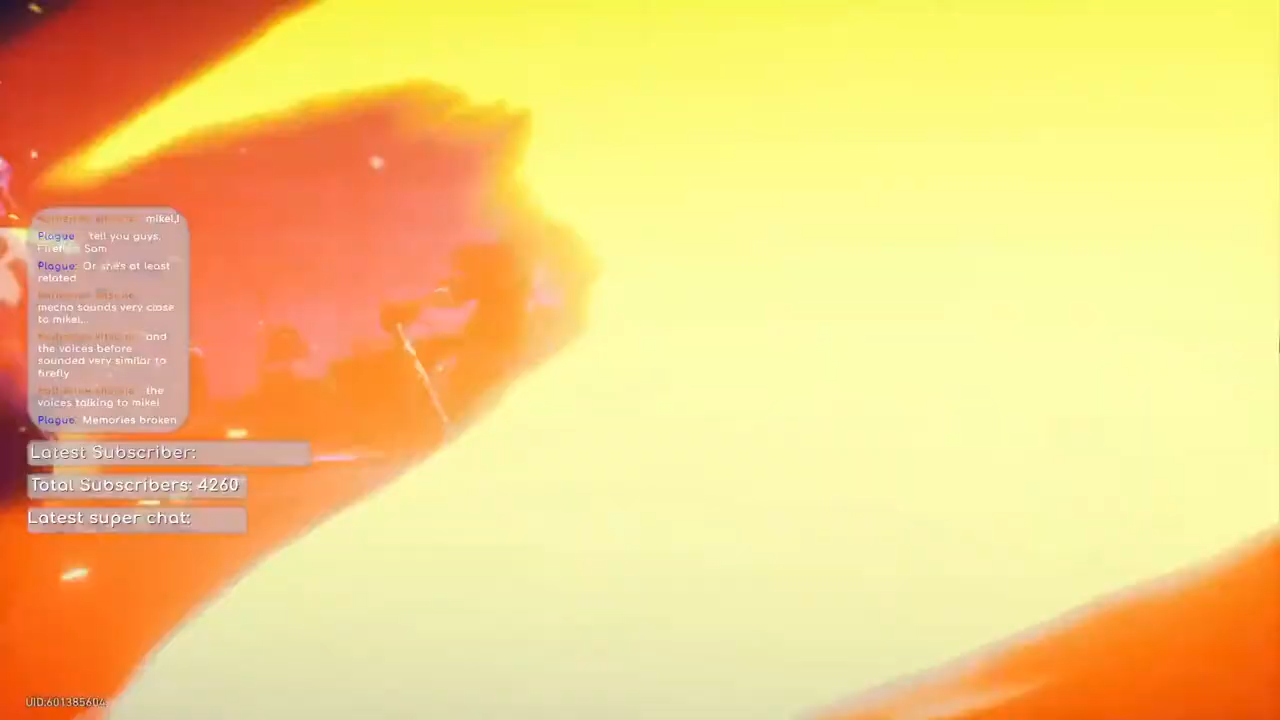 mikel,I
Plague: tell you guys,
Firefly Sam
Plague: Or she's at least
related
mecha sounds very close
to mikel...
and
the voices before
sounded very similar to
firefly
the
voices talking to mikel
Plague: Memories broken
Latest Subscriber:
Total Subscribers: 4260
Latest super chat:
UID:601385604